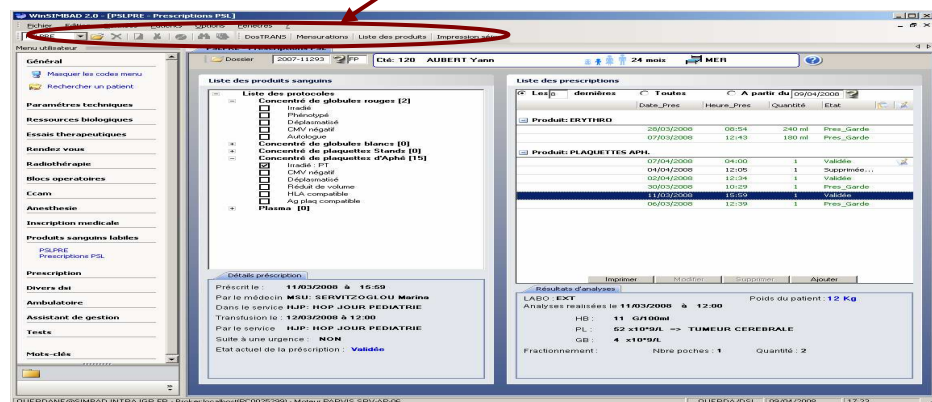 WinSIMBAD 2.0 - [PSLPRE - Prescriptions PSL]
DosTRANS Mensurations Liste des produits
Menu utilisateur
Dossier 2007-11293 FP Cté: 120 AUBERT Yann 24 mois MER
Général
Masquer les codes menu
Rechercher un patient
Paramètres techniques
Ressources biologiques
Essais therapeutiques
Rendez vous
Radiothérapie
Blocs operatoires
Ccam
Anesthesie
Inscription medicale
Produits sanguins labiles
PSLPRE
Prescriptions PSL
Prescription
Divers dsi
Ambulatoire
Assistant de gestion
Tests
Mots-clés
Liste des produits sanguins
Liste des protocoles
Concentré de globules rouges [2]
Irradié
Phénotypé
Déplasmatisé
CMV négatif
Autologue
Concentré de globules blancs [0]
Concentré de plaquettes Standz [0]
Concentré de plaquettes d'Aphé [15]
Irradié : PT
CMV négatif
Déplasmatisé
Réduit de volume
HLA compatible
Ag plaq compatible
Plasma [0]
Détails préscription
Préscrit le : 11/03/2008 à 15:59
Par le médecin MSU: SERVITZOGLOU Marina
Dans le service HJP: HOP JOUR PEDIATRIE
Transfusion le : 12/03/2008 à 12:00
Par le service HJP: HOP JOUR PEDIATRIE
Suite à une urgence : NON
Etat actuel de la préscription : Validée
Liste des prescriptions
Les 8 dernières Toutes A partir du 09/04/2008
Date_Pres Heure_Pres Quantité Etat
Produit: ERYTHRO
28/03/2008 08:54 240 ml Pres_Garde
07/03/2008 12:43 180 ml Pres_Garde
Produit: PLAQUETTES APH.
07/04/2008 04:00 1 Validée
04/04/2008 12:05 1 Supprimée...
02/04/2008 12:34 1 Validée
30/03/2008 10:29 1 Pres_Garde
11/03/2008 15:59 1 Validée
06/03/2008 12:39 1 Pres_Garde
Imprimer Modifier Supprimer Ajouter
Résultats d'analyses
LABO : EXT Poids du patient : 12 Kg
Analyses realisées le 11/03/2008 à 12:00
HB : 11 G/100ml
PL : 52 x10*9/L => TUMEUR CEREBRALE
GB : 4 x10*9/L
Fractionnement : Nbre poches : 1 Quantité : 2
09/04/2008 17:23